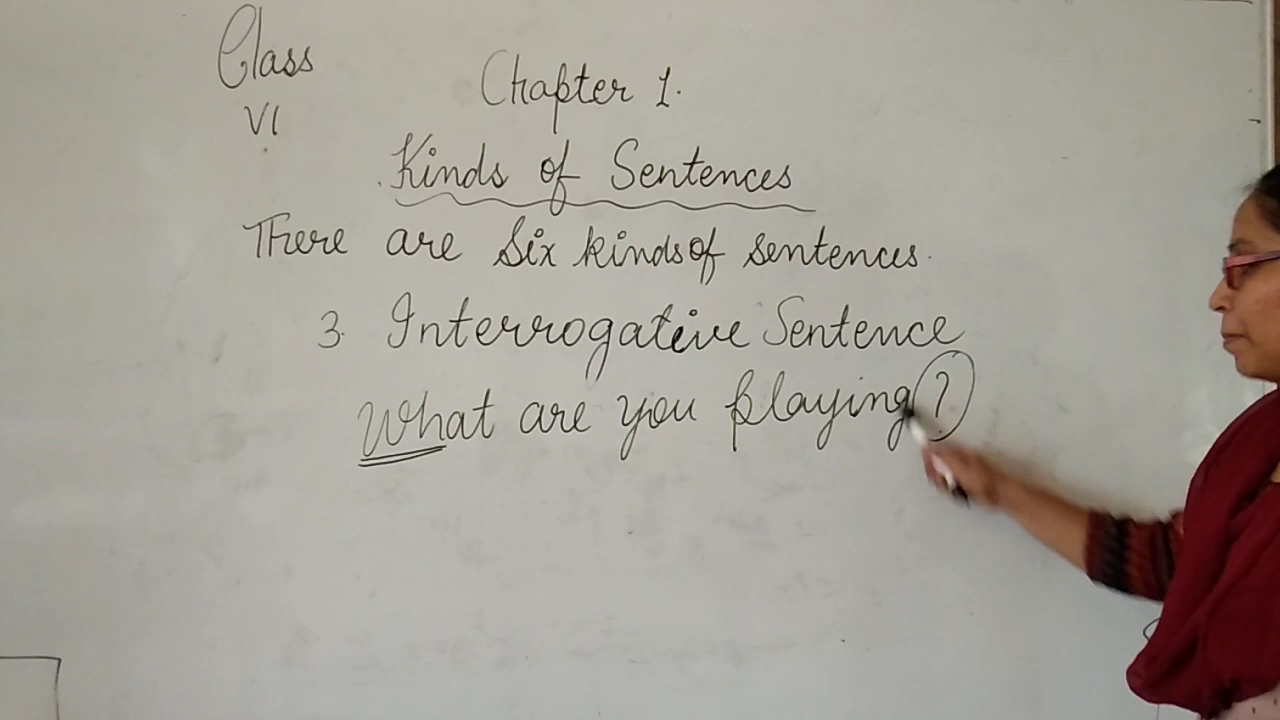 Class
VI
Chapter 1.
Kinds of Sentences
There are Six kinds of sentences.
3. Interrogative Sentence
What are you playing?